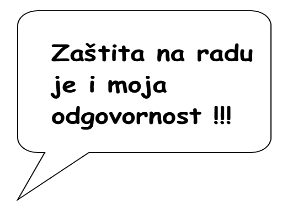 Zaštita na radu
je i moja
odgovornost !!!